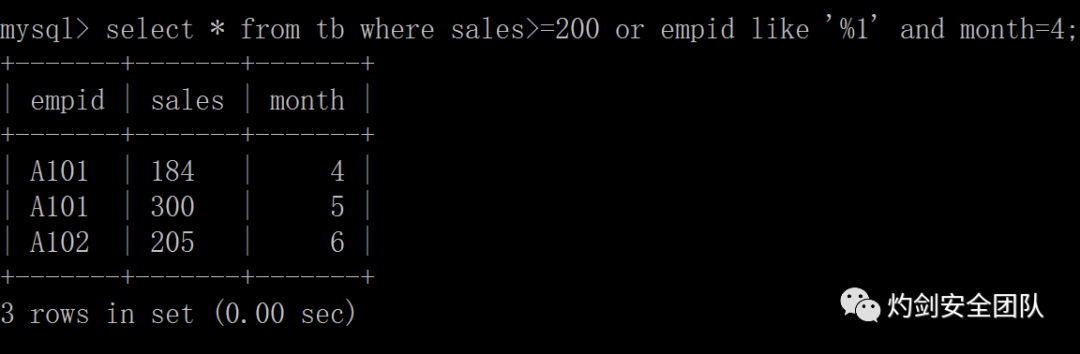 mysql> select * from tb where sales>=200 or empid like '%1' and month=4;
+-------+-------+-------+
| empid | sales | month |
+-------+-------+-------+
| A101  | 184   |     4 |
| A101  | 300   |     5 |
| A102  | 205   |     6 |
+-------+-------+-------+
3 rows in set (0.00 sec)
灼剑安全团队